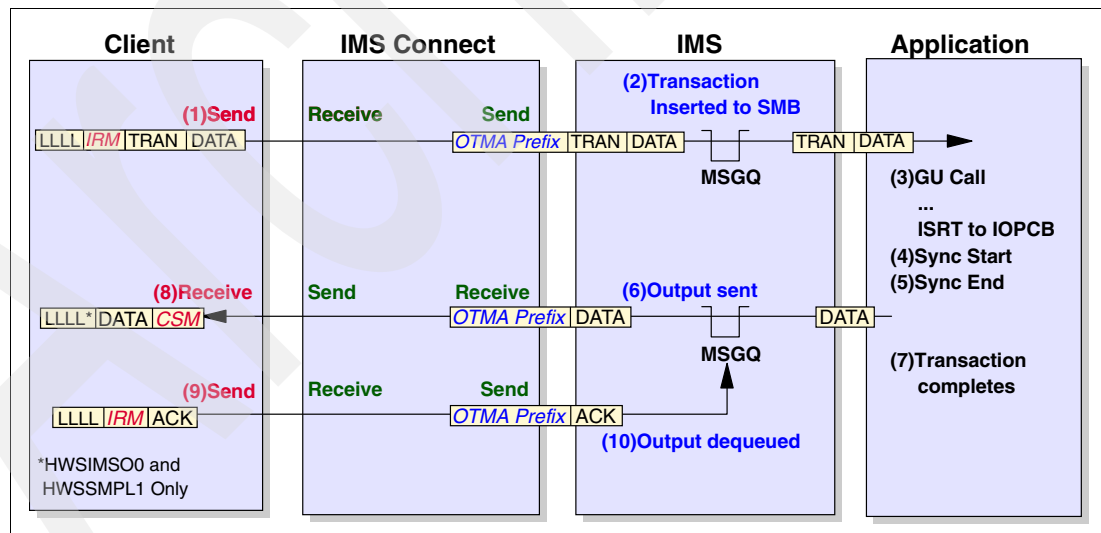 Client
IMS Connect
IMS
Application
(1)Send
Receive
Send
(2)Transaction
Inserted to SMB
LLLL IRM TRAN DATA
OTMA Prefix TRAN DATA
MSGQ
TRAN DATA
(3)GU Call
...
ISRT to IOPCB
(4)Sync Start
(5)Sync End
(8)Receive
Send
Receive
(6)Output sent
LLLL* DATA CSM
OTMA Prefix DATA
MSGQ
DATA
(7)Transaction
completes
(9)Send
Receive
Send
LLLL IRM ACK
OTMA Prefix ACK
(10)Output dequeued
*HWSIMSO0 and
HWSSMPL1 Only